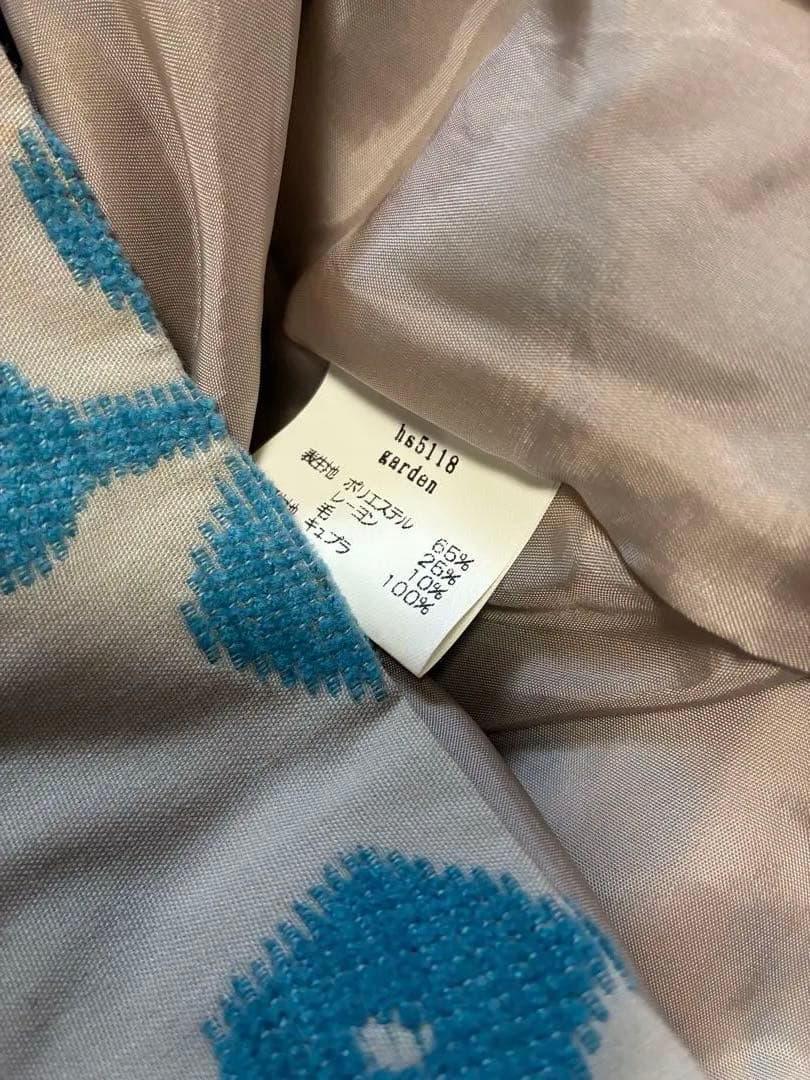 hs5118
garden
表生地 ポリエステル 65%
レーヨン 25%
毛 10%
地 キュプラ 100%